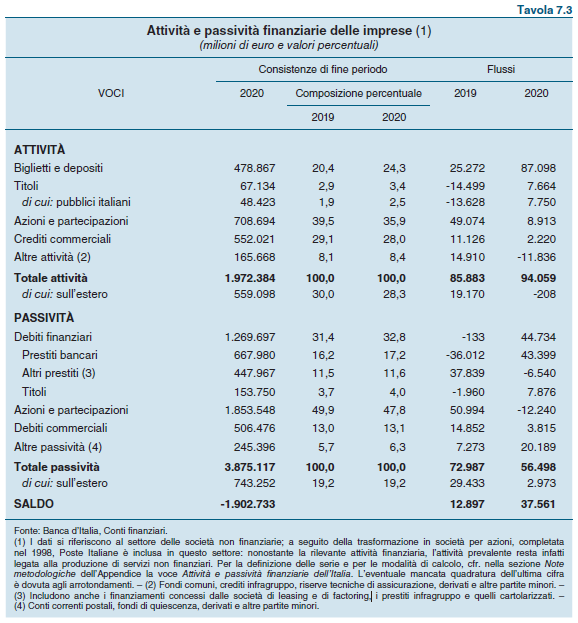 Tavola 7.3
Attività e passività finanziarie delle imprese (1)
(milioni di euro e valori percentuali)
VOCI
Consistenze di fine periodo
Flussi
2020
Composizione percentuale
2019
2020
2019
2020
ATTIVITÀ
Biglietti e depositi 478.867 20,4 24,3 25.272 87.098
Titoli 67.134 2,9 3,4 -14.499 7.664
di cui: pubblici italiani 48.423 1,9 2,5 -13.628 7.750
Azioni e partecipazioni 708.694 39,5 35,9 49.074 8.913
Crediti commerciali 552.021 29,1 28,0 11.126 2.220
Altre attività (2) 165.668 8,1 8,4 14.910 -11.836
Totale attività 1.972.384 100,0 100,0 85.883 94.059
di cui: sull'estero 559.098 30,0 28,3 19.170 -208
PASSIVITÀ
Debiti finanziari 1.269.697 31,4 32,8 -133 44.734
Prestiti bancari 667.980 16,2 17,2 -36.012 43.399
Altri prestiti (3) 447.967 11,5 11,6 37.839 -6.540
Titoli 153.750 3,7 4,0 -1.960 7.876
Azioni e partecipazioni 1.853.548 49,9 47,8 50.994 -12.240
Debiti commerciali 506.476 13,0 13,1 14.852 3.815
Altre passività (4) 245.396 5,7 6,3 7.273 20.189
Totale passività 3.875.117 100,0 100,0 72.987 56.498
di cui: sull'estero 743.252 19,2 19,2 29.433 2.973
SALDO -1.902.733 12.897 37.561
Fonte: Banca d'Italia, Conti finanziari.
(1) I dati si riferiscono al settore delle società non finanziarie; a seguito della trasformazione in società per azioni, completata
nel 1998, Poste Italiane è inclusa in questo settore: nonostante la rilevante attività finanziaria, l'attività prevalente resta infatti
legata alla produzione di servizi non finanziari. Per la definizione delle serie e per le modalità di calcolo, cfr. nella sezione Note
metodologiche dell'Appendice la voce Attività e passività finanziarie dell'Italia. L'eventuale mancata quadratura dell'ultima cifra
è dovuta agli arrotondamenti. – (2) Fondi comuni, crediti infragruppo, riserve tecniche di assicurazione, derivati e altre partite minori. –
(3) Includono anche i finanziamenti concessi dalle società di leasing e di factoring, i prestiti infragruppo e quelli cartolarizzati. –
(4) Conti correnti postali, fondi di quiescenza, derivati e altre partite minori.